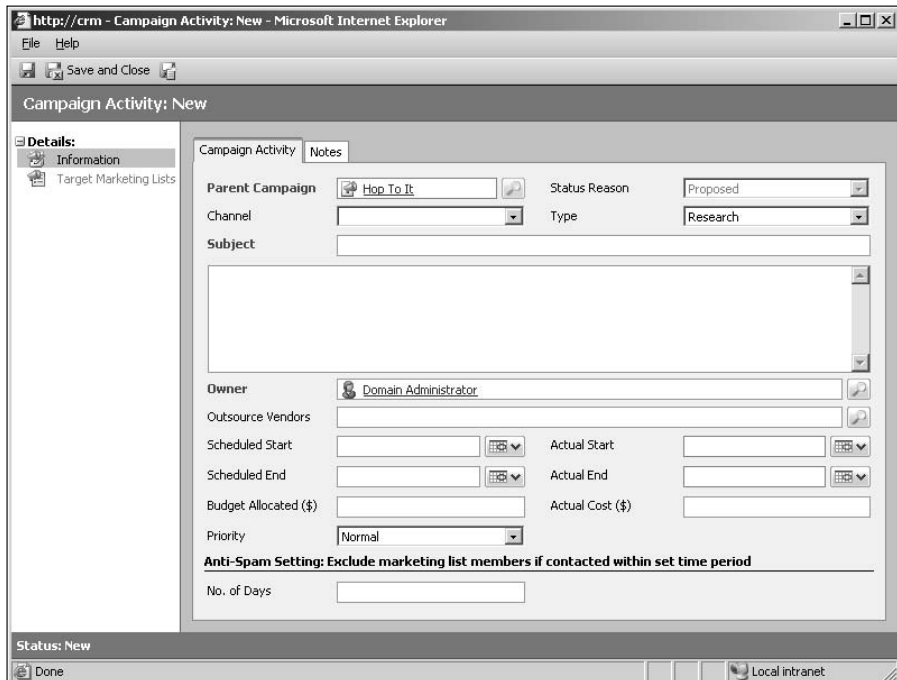 http://crm - Campaign Activity: New - Microsoft Internet Explorer
File Help
Save and Close
Campaign Activity: New
Details:
Information
Target Marketing Lists
Campaign Activity Notes
Parent Campaign Hop To It Status Reason Proposed
Channel Type Research
Subject
Owner Domain Administrator
Outsource Vendors
Scheduled Start Actual Start
Scheduled End Actual End
Budget Allocated ($) Actual Cost ($)
Priority Normal
Anti-Spam Setting: Exclude marketing list members if contacted within set time period
No. of Days
Status: New
Done Local intranet